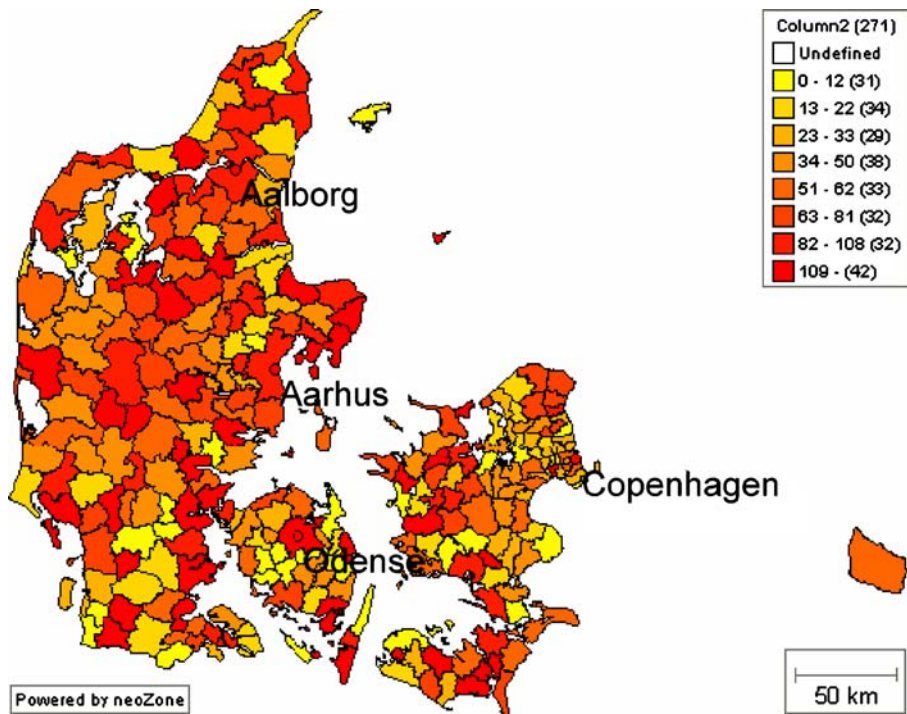 Column2 (271)
Undefined
0 - 12 (31)
13 - 22 (34)
23 - 33 (29)
34 - 50 (38)
51 - 62 (33)
63 - 81 (32)
82 - 108 (32)
109 - (42)
Aalborg
Aarhus
Copenhagen
Odense
Powered by neoZone
50 km